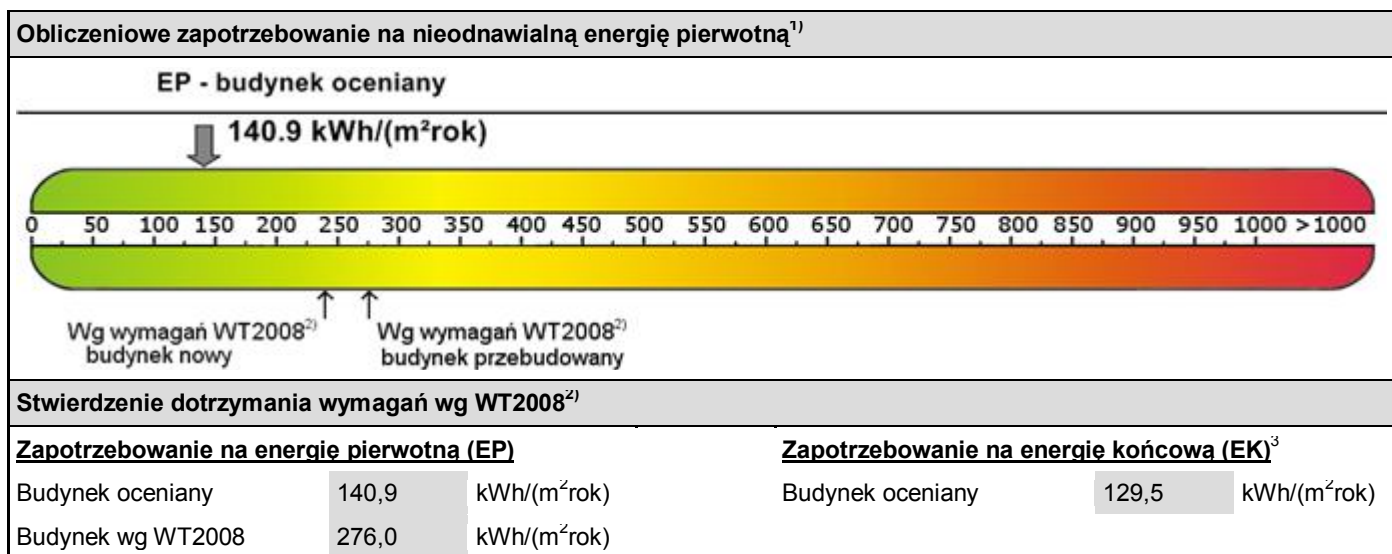 Obliczeniowe zapotrzebowanie na nieodnawialną energię pierwotną¹⁾
EP - budynek oceniany
140.9 kWh/(m²rok)
0 50 100 150 200 250 300 350 400 450 500 550 600 650 700 750 800 850 900 950 1000 >1000
Wg wymagań WT2008²⁾ Wg wymagań WT2008²⁾
budynek nowy budynek przebudowany
Stwierdzenie dotrzymania wymagań wg WT2008²⁾
Zapotrzebowanie na energię pierwotną (EP) Zapotrzebowanie na energię końcową (EK)³
Budynek oceniany 140,9 kWh/(m²rok) Budynek oceniany 129,5 kWh/(m²rok)
Budynek wg WT2008 276,0 kWh/(m²rok)